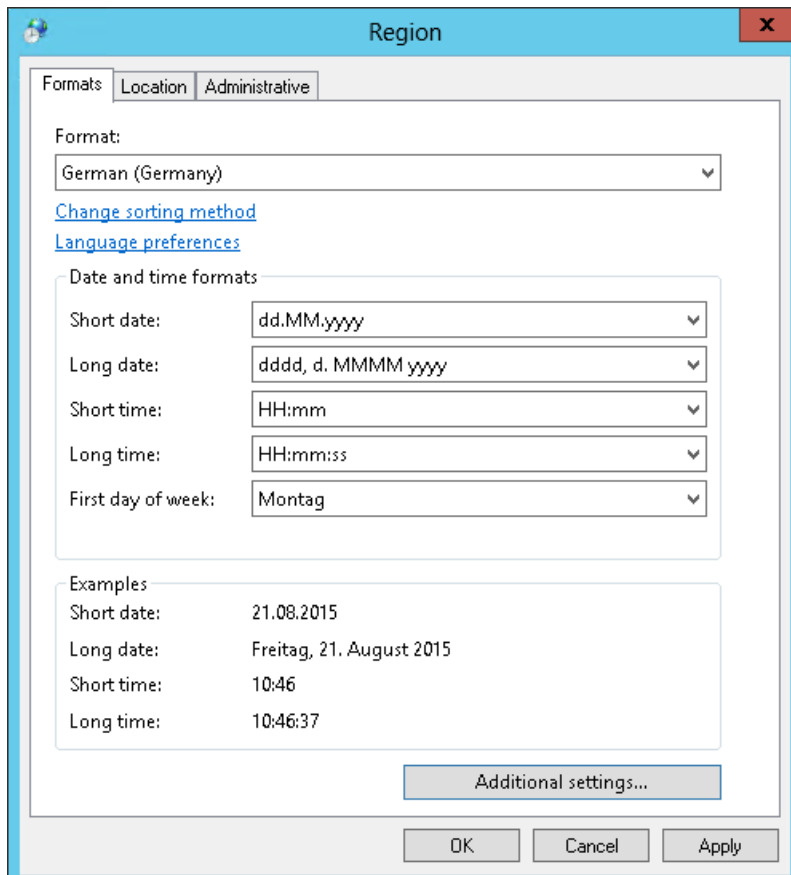 Region
Formats Location Administrative
Format:
German (Germany)
Change sorting method
Language preferences
Date and time formats
Short date: dd.MM.yyyy
Long date: dddd, d. MMMM yyyy
Short time: HH:mm
Long time: HH:mm:ss
First day of week: Montag
Examples
Short date: 21.08.2015
Long date: Freitag, 21. August 2015
Short time: 10:46
Long time: 10:46:37
Additional settings...
OK Cancel Apply